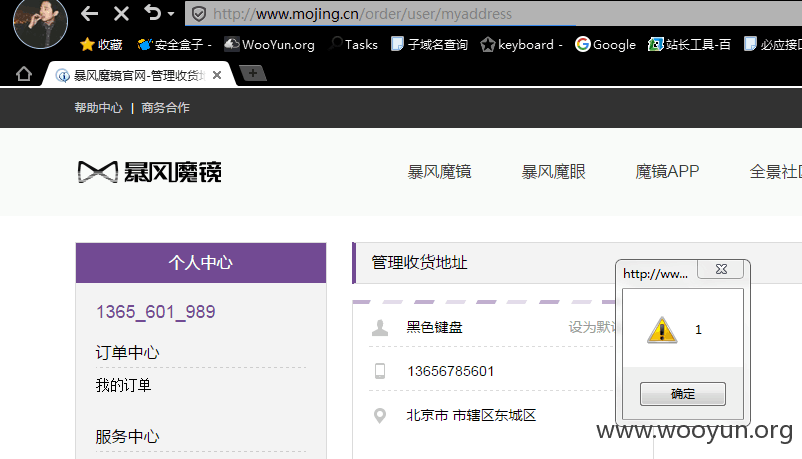 http://www.mojing.cn/order/user/myaddress
收藏 安全盒子 - WooYun.org Tasks 子域名查询 keyboard - Google 站长工具-百 必应接口
暴风魔镜官网-管理收货地
帮助中心 | 商务合作
暴风魔镜 暴风魔镜 暴风魔眼 魔镜APP 全景社区
个人中心
管理收货地址
http://ww...
1365_601_989
黑色键盘 设为默认
1
订单中心
13656785601
我的订单
确定
北京市 市辖区东城区
服务中心
www.wooyun.org